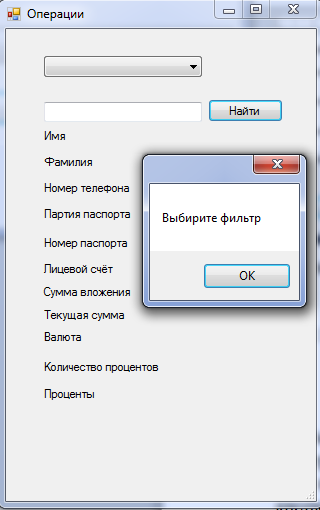 Операции
Найти
Имя
Фамилия
Номер телефона
Партия паспорта
Номер паспорта
Лицевой счёт
Сумма вложения
Текущая сумма
Валюта
Количество процентов
Проценты
Выбирите фильтр
OK